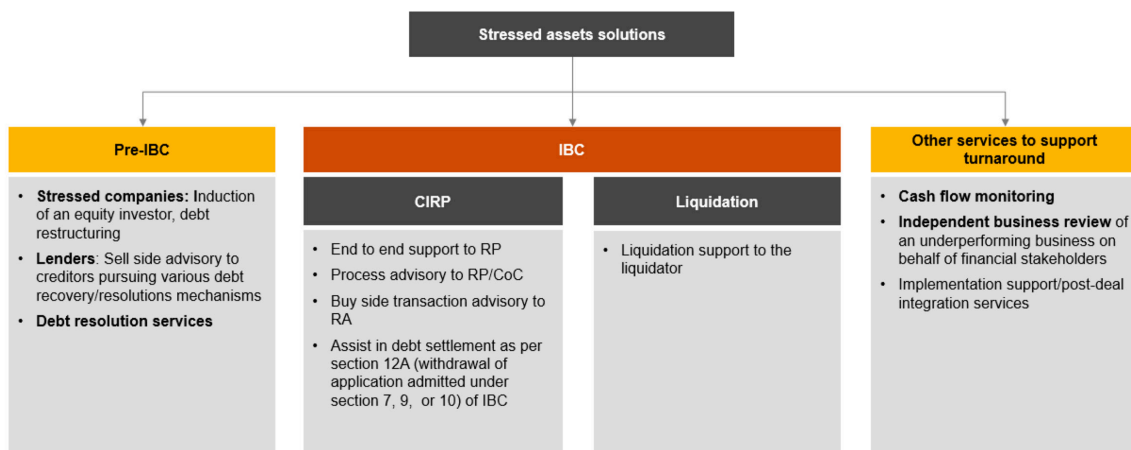 Stressed assets solutions
Pre-IBC
• Stressed companies: Induction
of an equity investor, debt
restructuring
• Lenders: Sell side advisory to
creditors pursuing various debt
recovery/resolutions mechanisms
• Debt resolution services
IBC
CIRP
• End to end support to RP
• Process advisory to RP/CoC
• Buy side transaction advisory to
RA
• Assist in debt settlement as per
section 12A (withdrawal of
application admitted under
section 7, 9, or 10) of IBC
Liquidation
• Liquidation support to the
liquidator
Other services to support
turnaround
• Cash flow monitoring
• Independent business review of
an underperforming business on
behalf of financial stakeholders
• Implementation support/post-deal
integration services